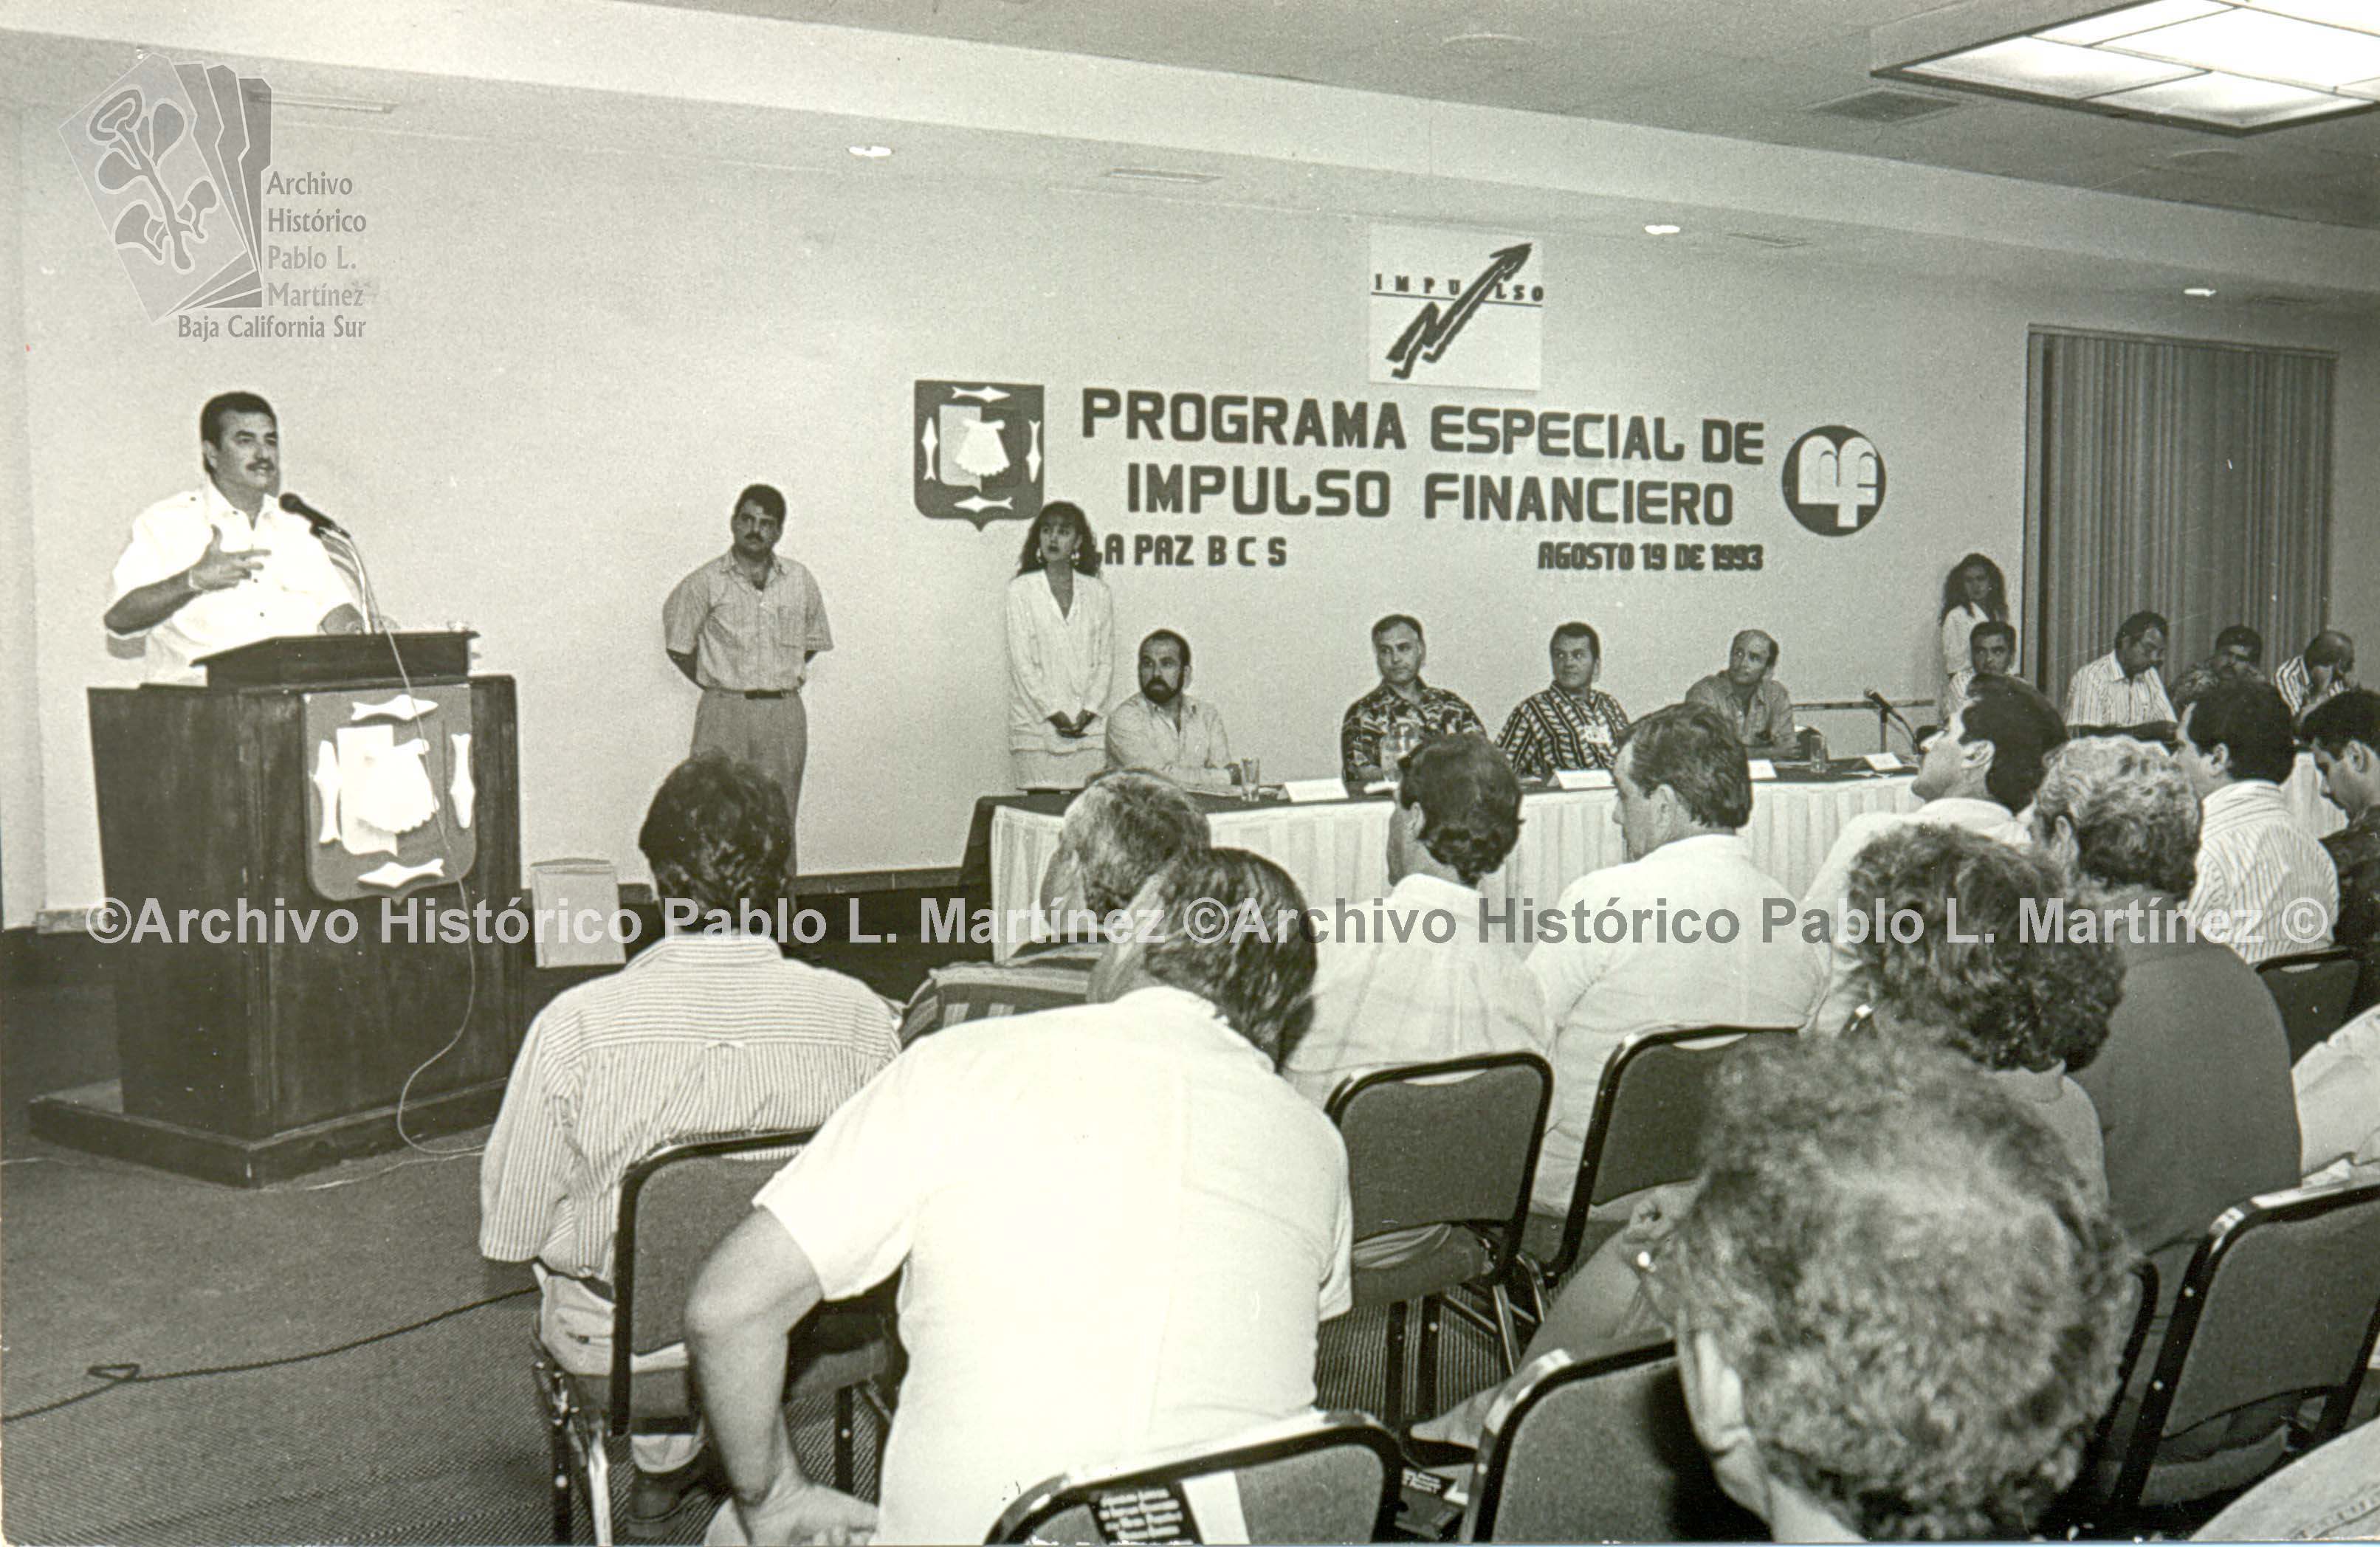 Archivo
Histórico
Pablo L.
Martínez
Baja California Sur
IMPULSO
PROGRAMA ESPECIAL DE
IMPULSO FINANCIERO
A PAZ B C S
AGOSTO 19 DE 1993
nf
©Archivo Histórico Pablo L. Martínez ©Archivo Histórico Pablo L. Martínez ©